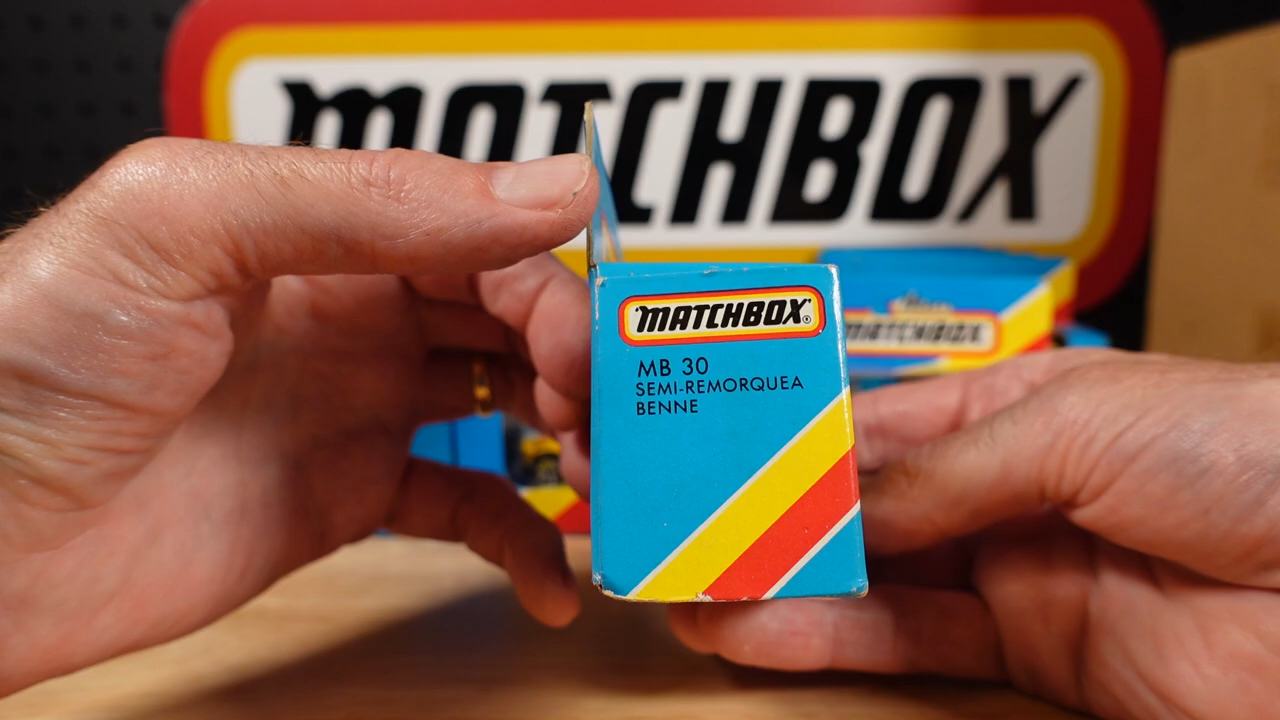 MATCHBOX
MATCHBOX®
MB 30
SEMI-REMORQUEA
BENNE
MATCHBOX